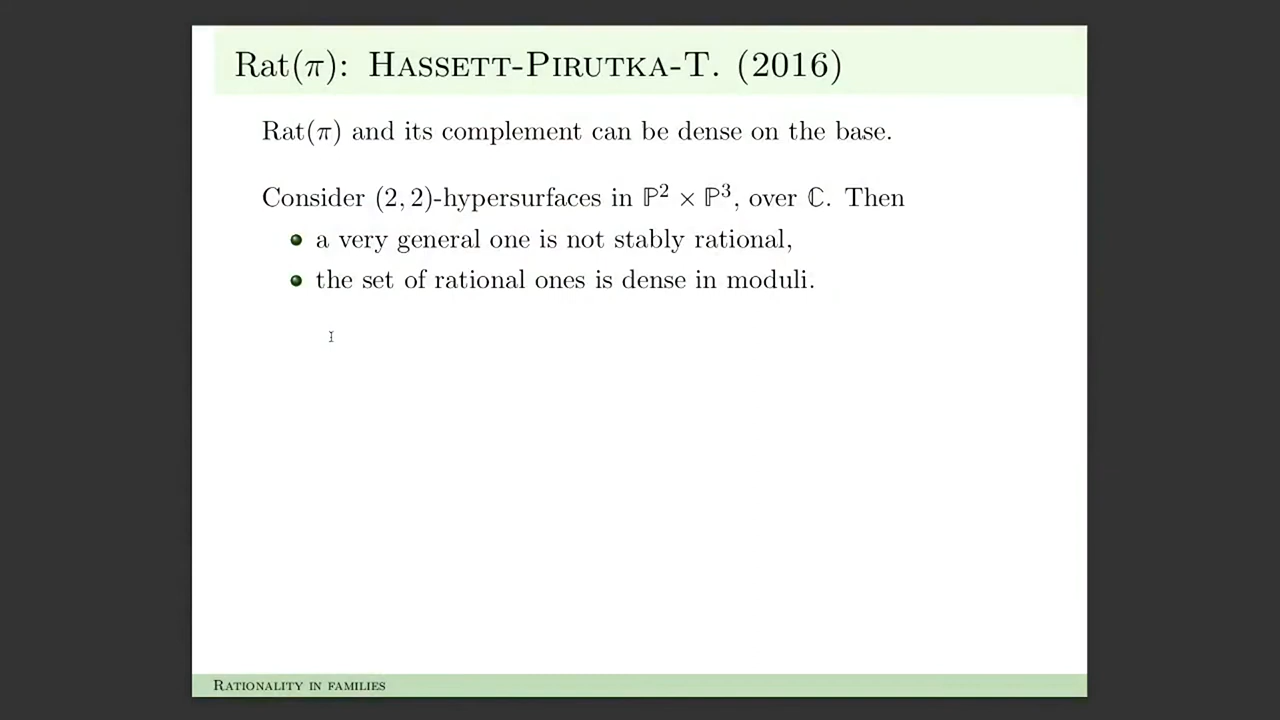 Rat(π): Hassett-Pirutka-T. (2016)
Rat(π) and its complement can be dense on the base.
Consider (2, 2)-hypersurfaces in ℙ² × ℙ³, over ℂ. Then
a very general one is not stably rational,
the set of rational ones is dense in moduli.
Rationality in families